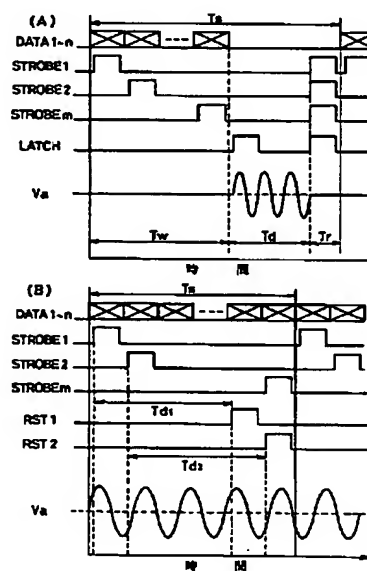 (A)
Ts
DATA 1~n
STROBE 1
STROBE 2
STROBE m
LATCH
Va
Tw
Td
Tr
時 間
(B)
Ts
DATA 1~n
STROBE 1
STROBE 2
STROBE m
Td1
RST 1
RST 2
Td2
Va
時 間